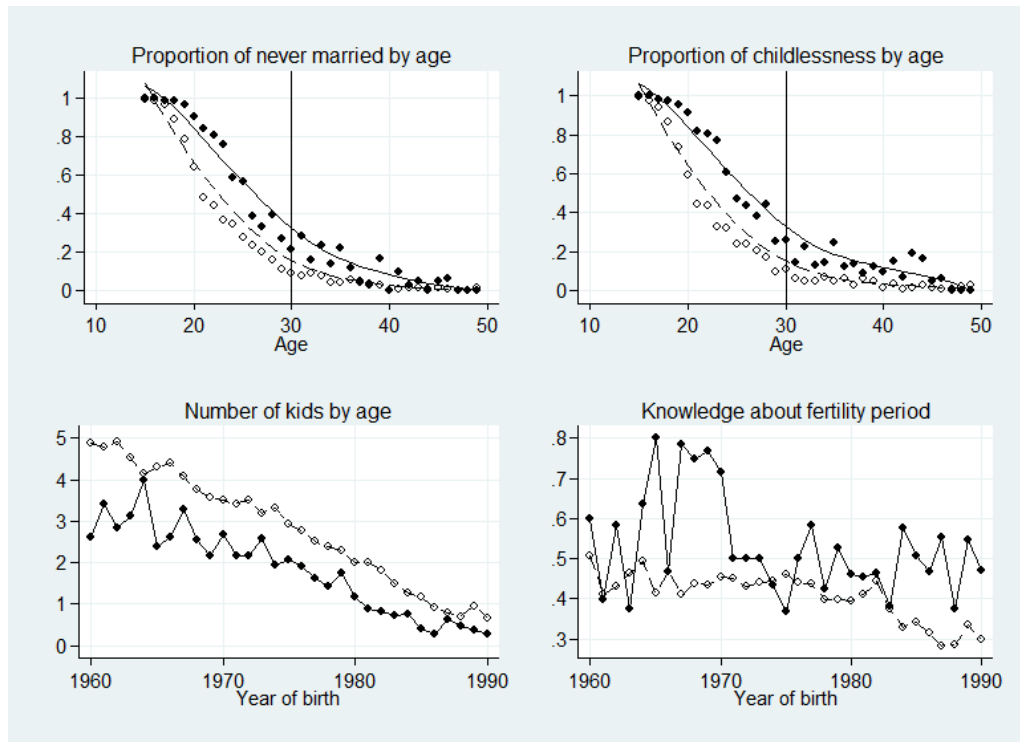 Proportion of never married by age
1
.8
.6
.4
.2
0
10 20 30 40 50
Age
Proportion of childlessness by age
1
.8
.6
.4
.2
0
10 20 30 40 50
Age
Number of kids by age
5
4
3
2
1
0
1960 1970 1980 1990
Year of birth
Knowledge about fertility period
.8
.7
.6
.5
.4
.3
1960 1970 1980 1990
Year of birth